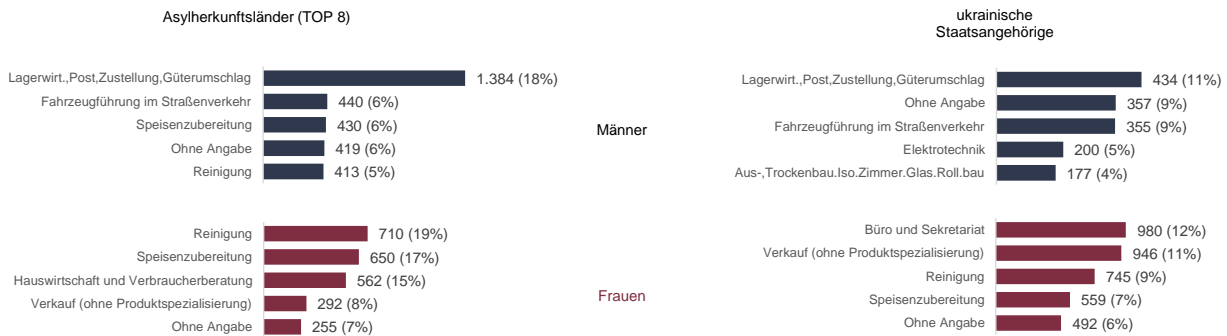 Asylherkunftsländer (TOP 8)
ukrainische
Staatsangehörige
Männer
Lagerwirt.,Post,Zustellung,Güterumschlag 1.384 (18%)
Fahrzeugführung im Straßenverkehr 440 (6%)
Speisenzubereitung 430 (6%)
Ohne Angabe 419 (6%)
Reinigung 413 (5%)
Lagerwirt.,Post,Zustellung,Güterumschlag 434 (11%)
Ohne Angabe 357 (9%)
Fahrzeugführung im Straßenverkehr 355 (9%)
Elektrotechnik 200 (5%)
Aus-,Trockenbau.Iso.Zimmer.Glas.Roll.bau 177 (4%)
Frauen
Reinigung 710 (19%)
Speisenzubereitung 650 (17%)
Hauswirtschaft und Verbraucherberatung 562 (15%)
Verkauf (ohne Produktspezialisierung) 292 (8%)
Ohne Angabe 255 (7%)
Büro und Sekretariat 980 (12%)
Verkauf (ohne Produktspezialisierung) 946 (11%)
Reinigung 745 (9%)
Speisenzubereitung 559 (7%)
Ohne Angabe 492 (6%)